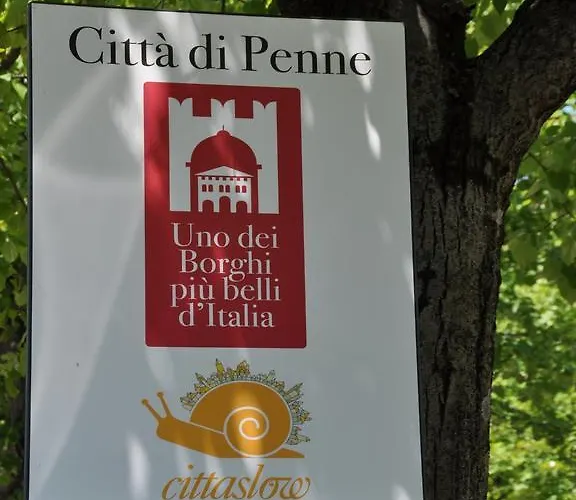 Città di Penne
Uno dei
Borghi
più belli
d'Italia
cittaslow